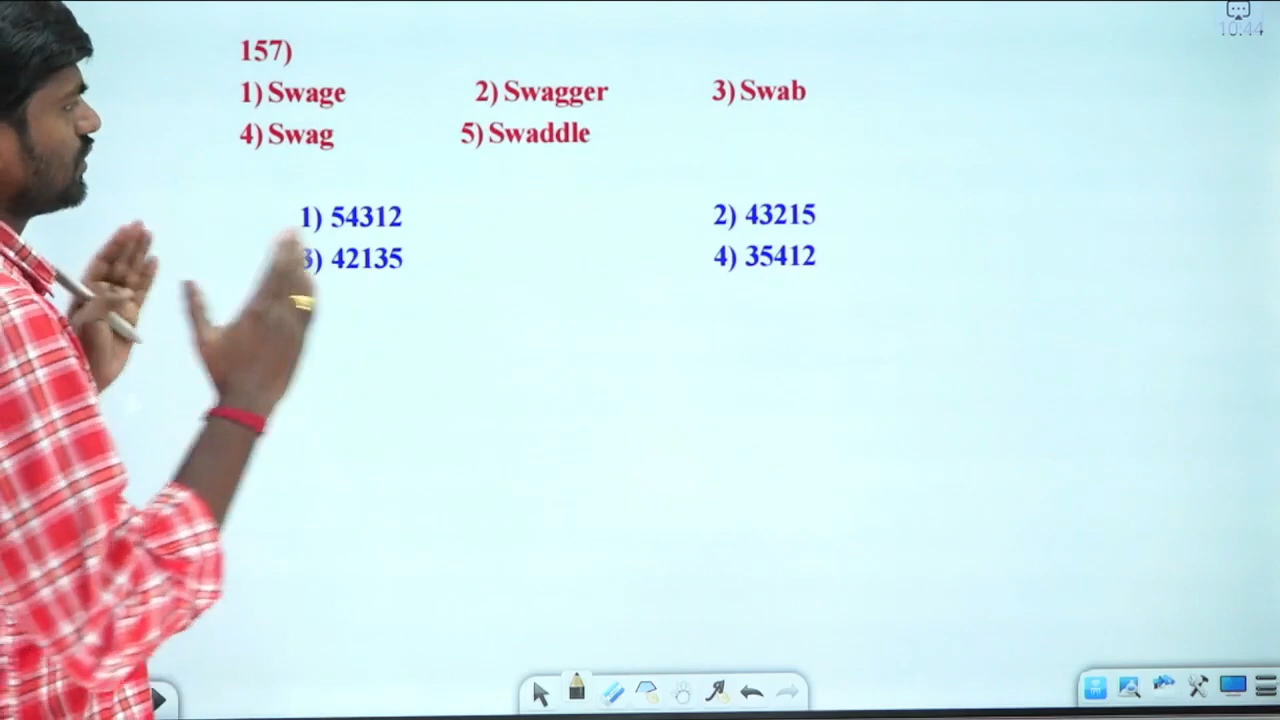 10:44
157)
1) Swage 2) Swagger 3) Swab
4) Swag 5) Swaddle
1) 54312 2) 43215
3) 42135 4) 35412